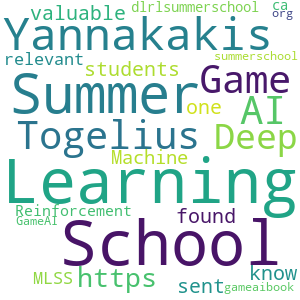 dlrlsummerschool ca
valuable org
Yannakakis
relevant summerschool
students Game
Summer
one AI
Togelius Deep
Machine
Learning
Reinforcement found
GameAI
School
MLSS https sent know
gameaibook